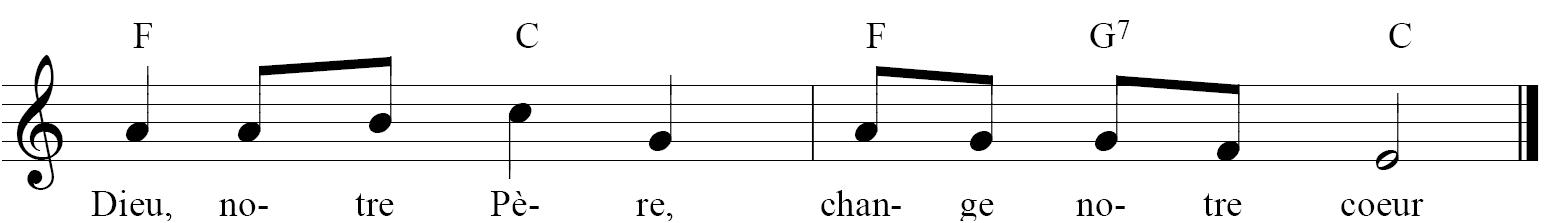 F C F G7 C
Dieu, no- tre Pè- re, chan- ge no- tre coeur